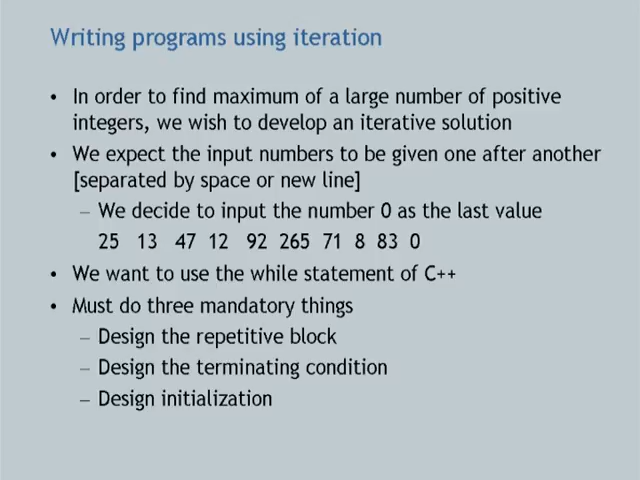 Writing programs using iteration
• In order to find maximum of a large number of positive
integers, we wish to develop an iterative solution
• We expect the input numbers to be given one after another
[separated by space or new line]
– We decide to input the number 0 as the last value
25 13 47 12 92 265 71 8 83 0
• We want to use the while statement of C++
• Must do three mandatory things
– Design the repetitive block
– Design the terminating condition
– Design initialization